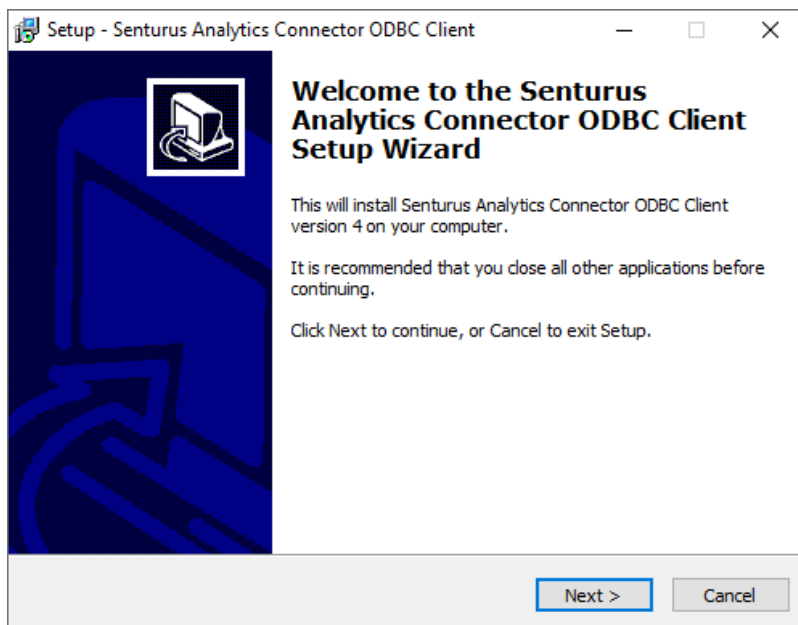 Setup - Senturus Analytics Connector ODBC Client
Welcome to the Senturus
Analytics Connector ODBC Client
Setup Wizard
This will install Senturus Analytics Connector ODBC Client
version 4 on your computer.
It is recommended that you close all other applications before
continuing.
Click Next to continue, or Cancel to exit Setup.
Next >
Cancel